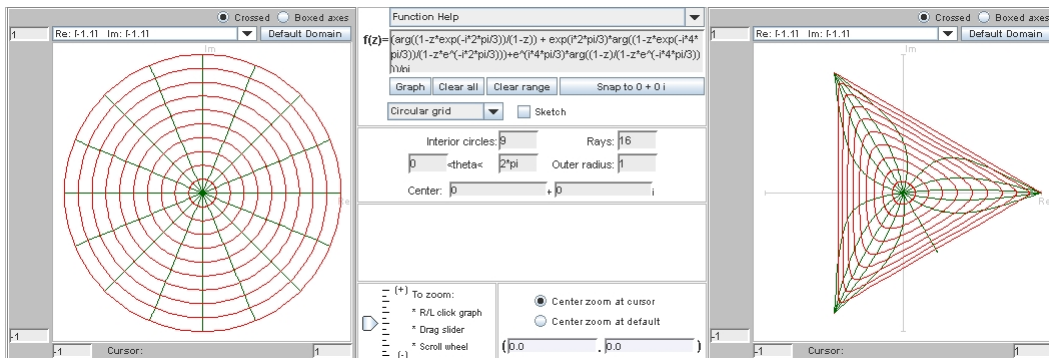 Crossed Boxed axes
1 Re: [-1,1] Im: [-1,1] Default Domain
Im
Re
-1
-1 Cursor: 1
Function Help
f(z)= (arg((1-z*exp(-i*2*pi/3))/(1-z)) + exp(i*2*pi/3)*arg((1-z*exp(-i*4*
pi/3))/(1-z*e^(-i*2*pi/3)))+e^(i*4*pi/3)*arg((1-z)/(1-z*e^(-i*4*pi/3)))
))/pi
Graph Clear all Clear range Snap to 0 + 0 i
Circular grid Sketch
Interior circles: 9 Rays: 16
0 <theta< 2*pi Outer radius: 1
Center: 0 + 0 i
(+) To zoom:
* R/L click graph
* Drag slider
* Scroll wheel
(-)
Center zoom at cursor
Center zoom at default
( 0.0 , 0.0 )
Crossed Boxed axes
1 Re: [-1,1] Im: [-1,1] Default Domain
Im
Re
-1
-1 Cursor: 1